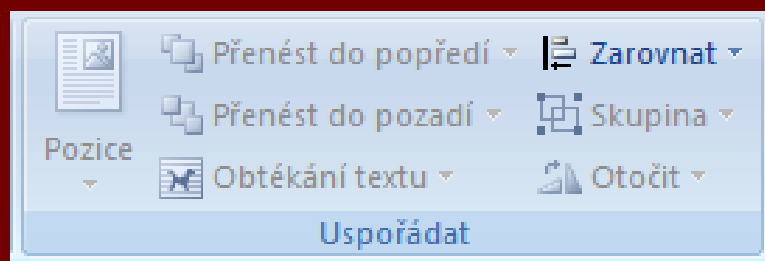 Pozice
Přenést do popředí
Přenést do pozadí
Obtékání textu
Zarovnat
Skupina
Otočit
Uspořádat